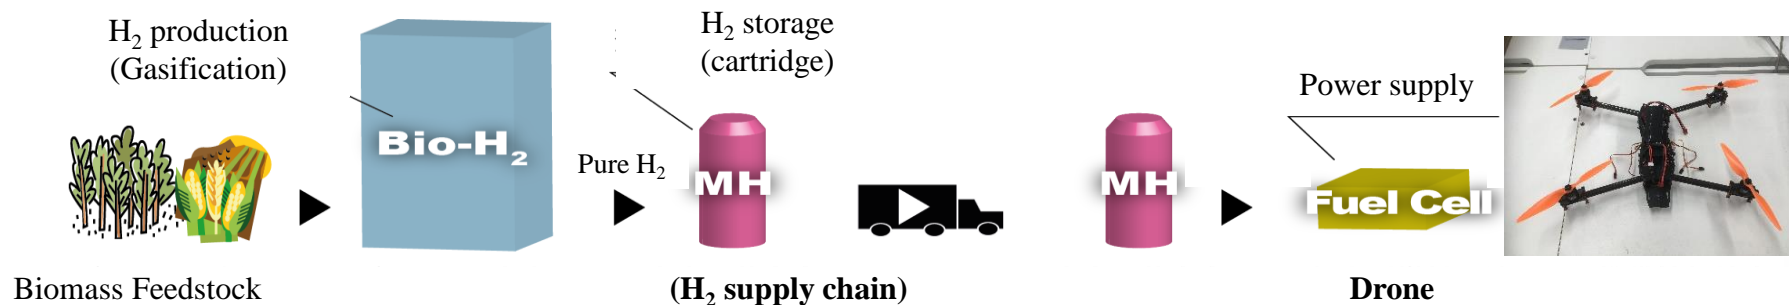 H₂ production
(Gasification)
H₂ storage
(cartridge)
Power supply
Bio-H₂
Pure H₂
MH
MH
Fuel Cell
Biomass Feedstock
(H₂ supply chain)
Drone